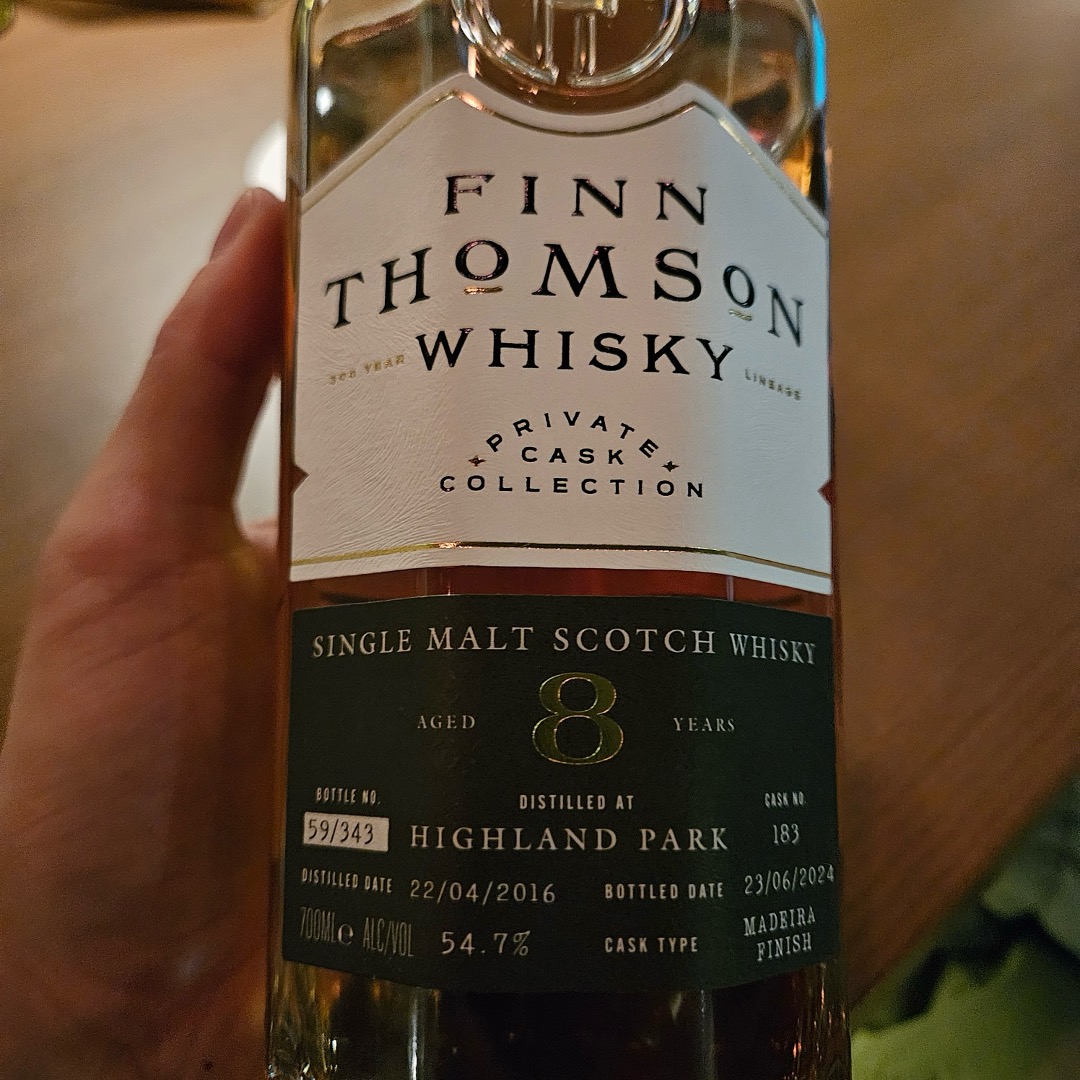 FINN
THOMSON
WHISKY
YEAR
LINEAGE
PRIVATE
CASK
COLLECTION
SINGLE MALT SCOTCH WHISKY
AGED 8 YEARS
BOTTLE NO.
59/343
DISTILLED AT
HIGHLAND PARK
CASK NO.
183
DISTILLED DATE 22/04/2016
BOTTLED DATE 23/06/2024
700ML℮ ALC/VOL 54.7%
CASK TYPE MADEIRA
FINISH